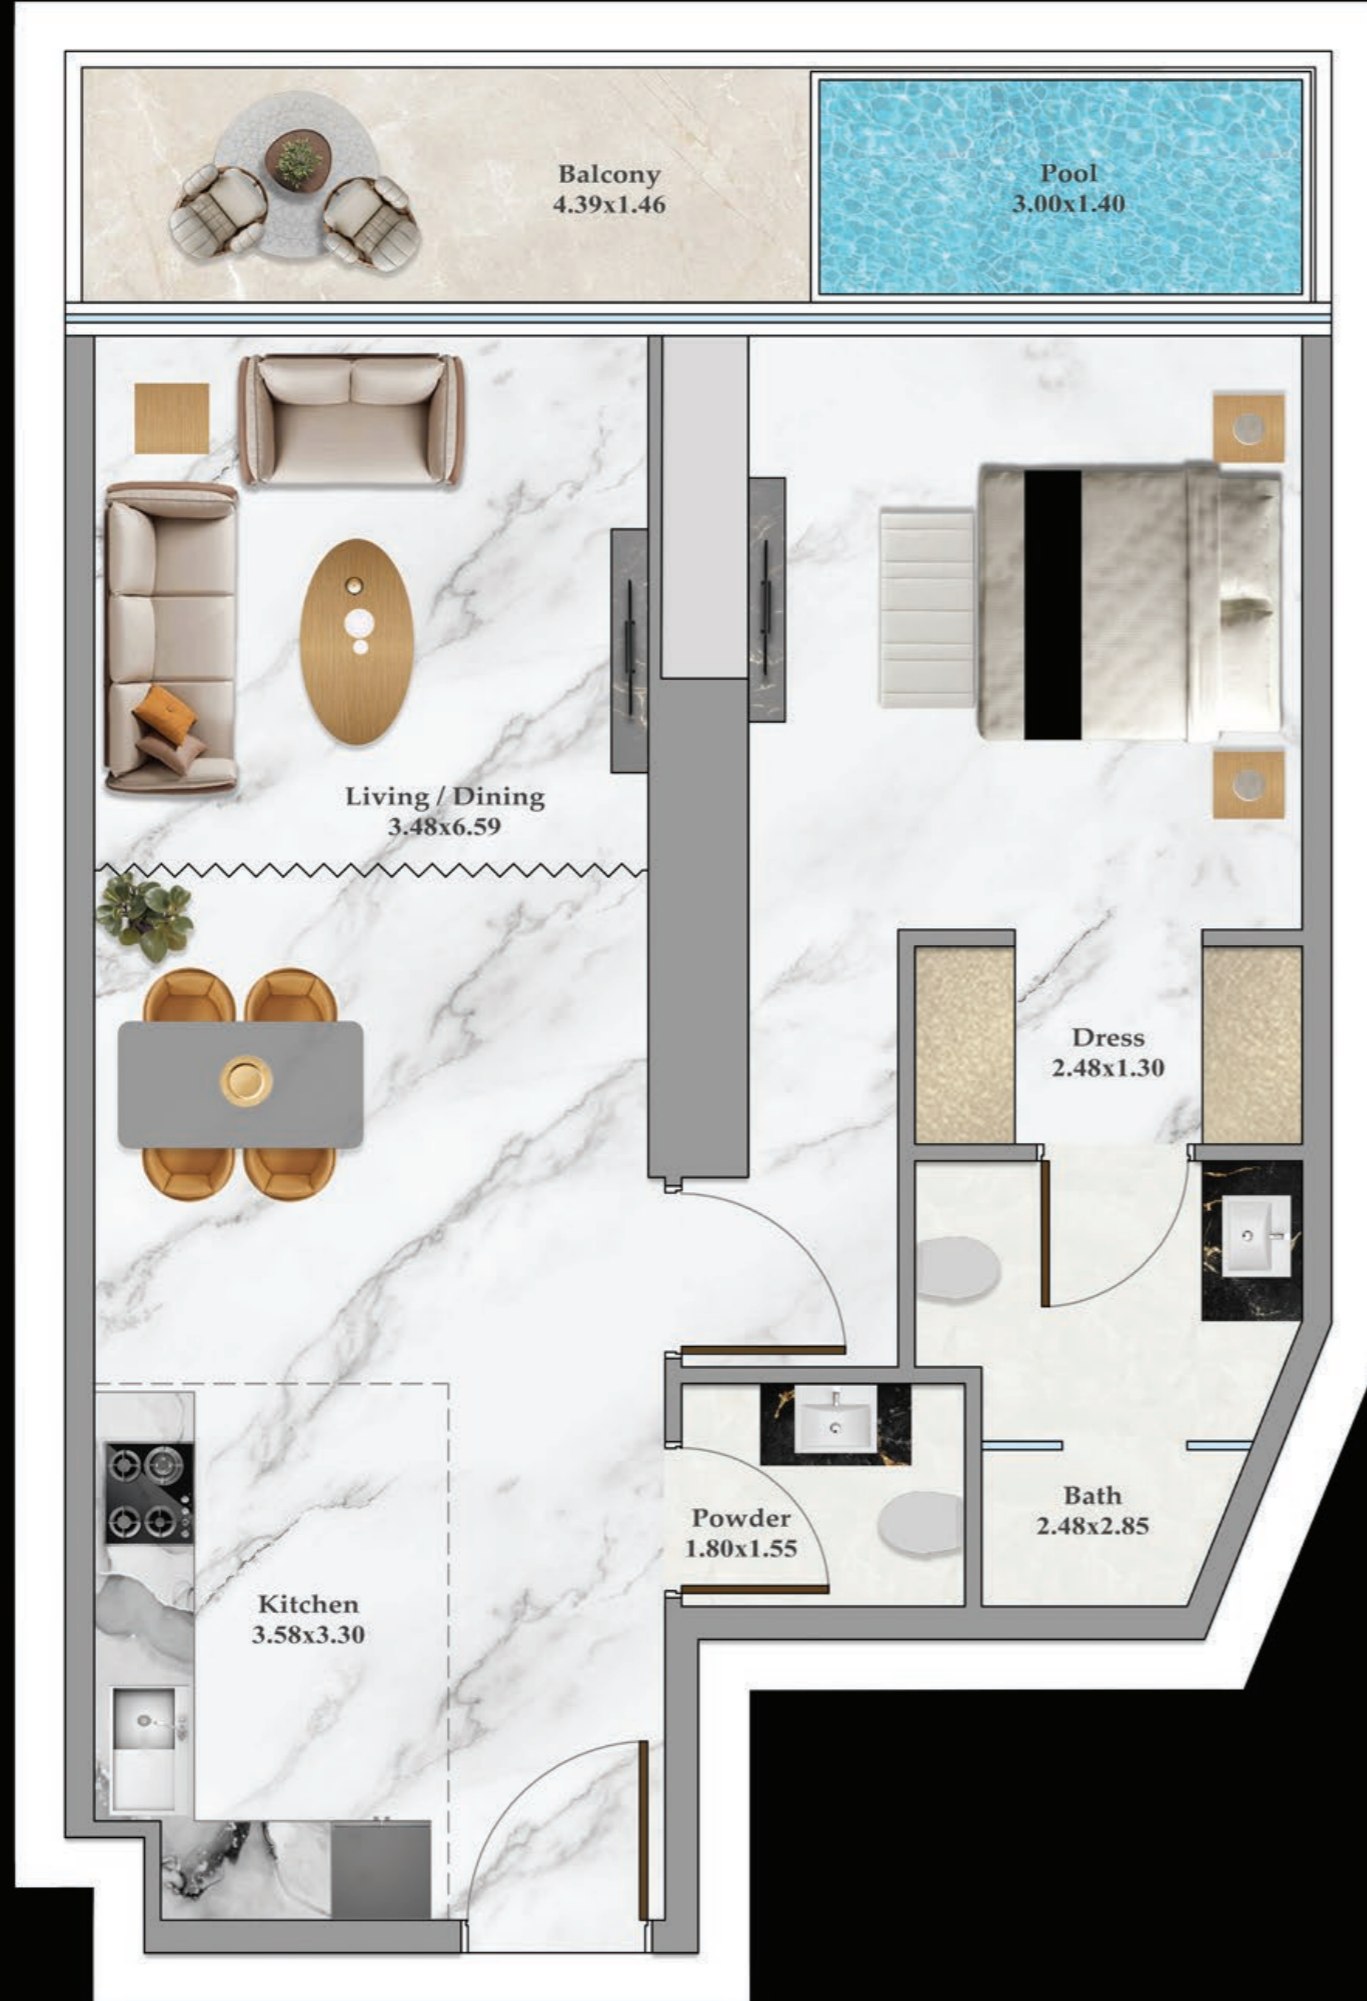 Balcony
4.39x1.46
Pool
3.00x1.40
Living / Dining
3.48x6.59
Dress
2.48x1.30
Bath
2.48x2.85
Powder
1.80x1.55
Kitchen
3.58x3.30